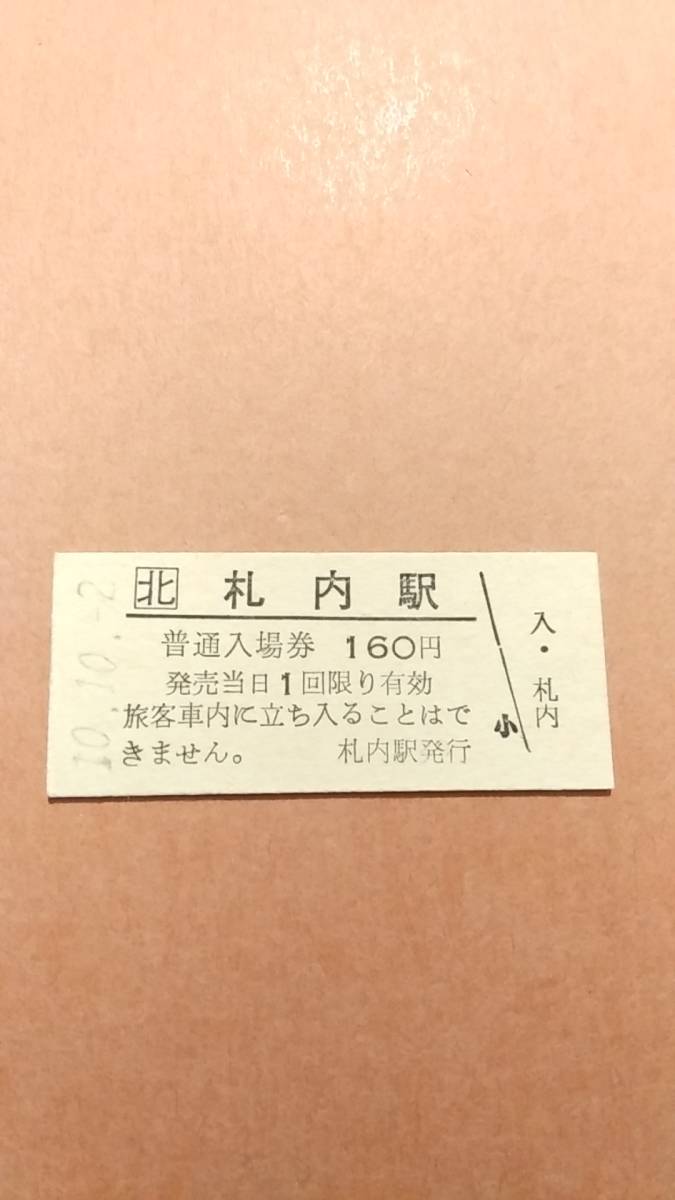 北 札内駅
普通入場券 160円
発売当日1回限り有効
旅客車内に立ち入ることはで
きません。 札内駅発行
小
入・札内
10.10.-2